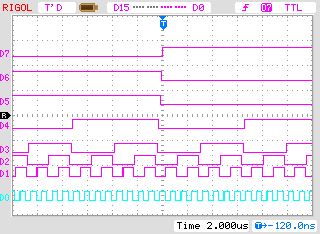 RIGOL T'D D15 D0 D7 TTL
T
D7
D6
D5
D4
D3
D2
D1
D0
Time 2.000us T→-120.0ns